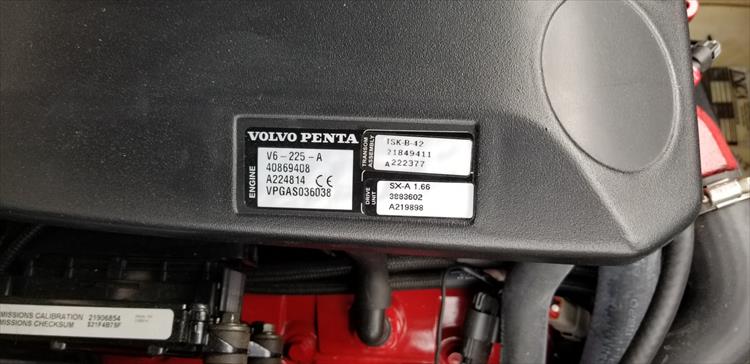 VOLVO PENTA
ENGINE
V6-225-A
40869408
A224814 CE
VPGAS036038
TRANSOM
ASSEMBLY
TSK-B-42
21849411
A222377
DRIVE
UNIT
SX-A 1.66
3883602
A219898
MISSIONS CALIBRATION 21906854
MISSIONS CHECKSUM